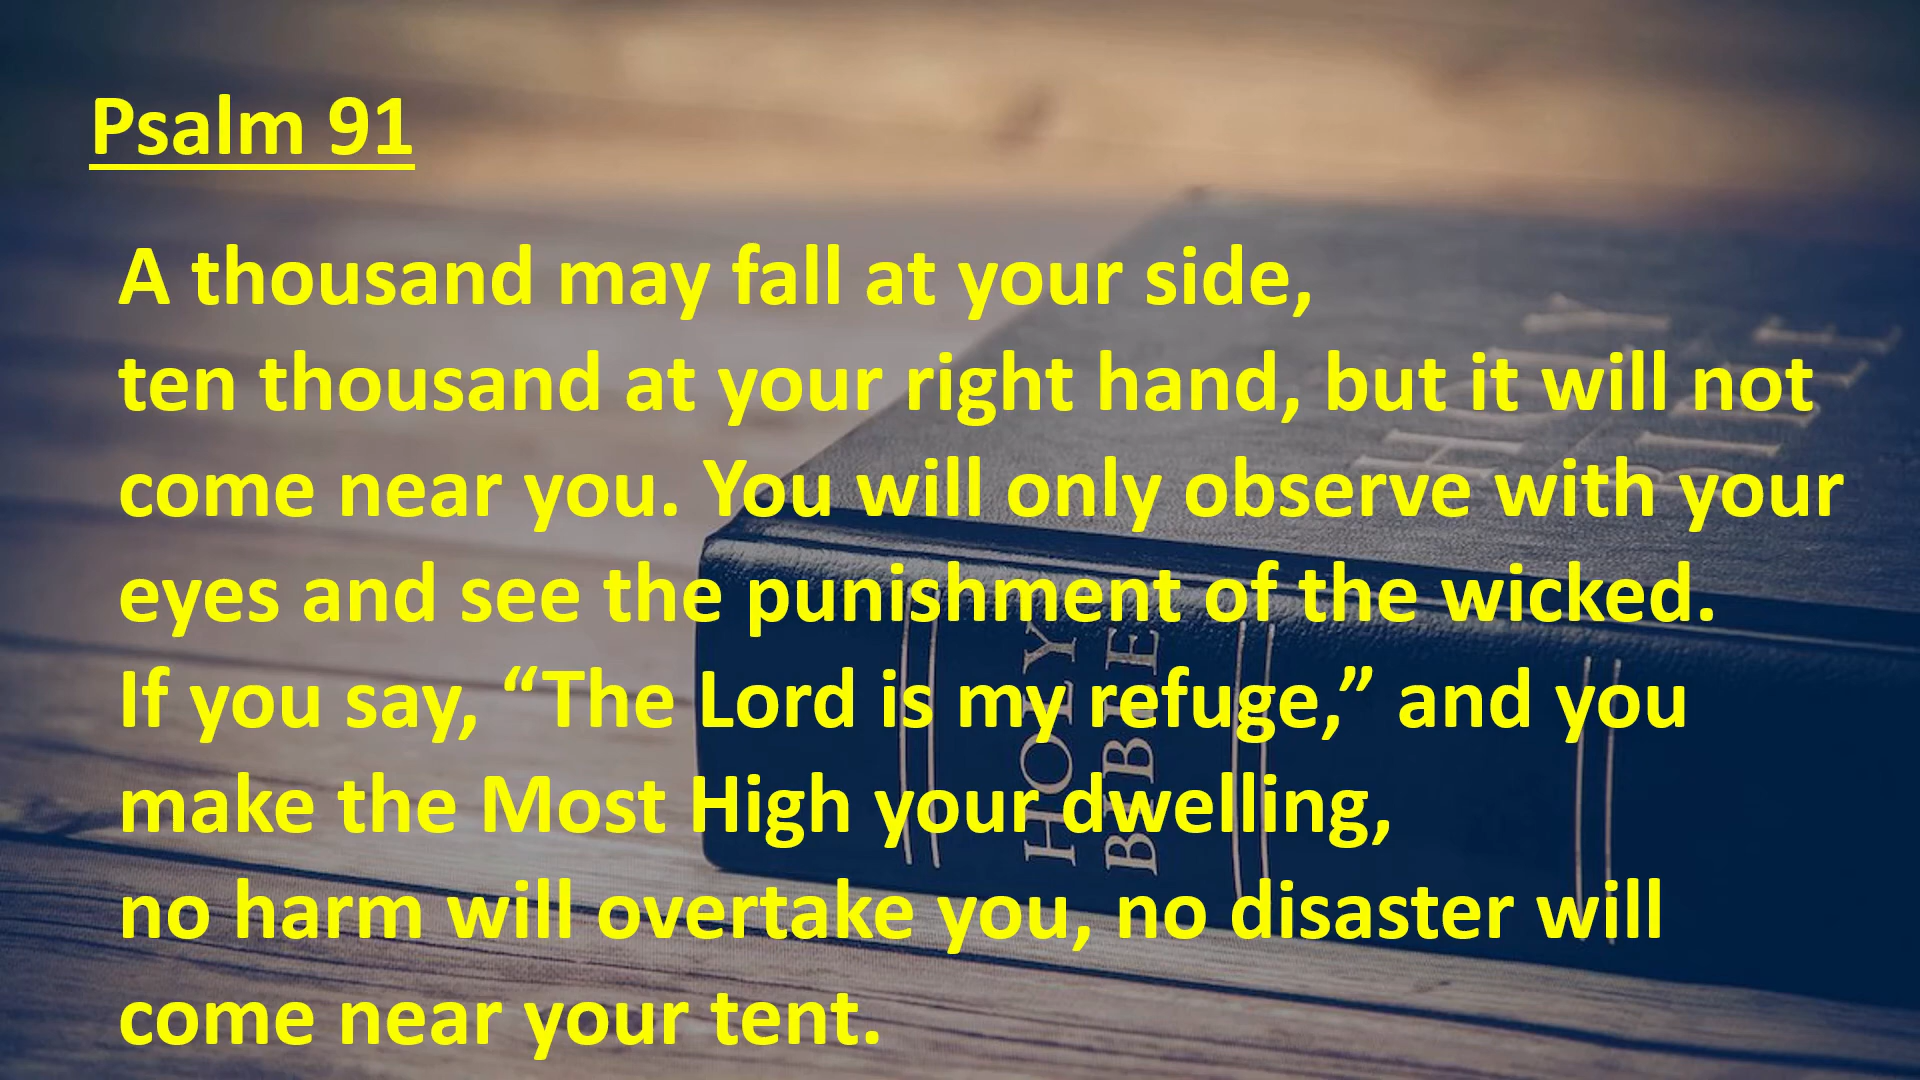 Psalm 91
A thousand may fall at your side,
ten thousand at your right hand, but it will not
come near you. You will only observe with your
eyes and see the punishment of the wicked.
If you say, “The Lord is my refuge,” and you
make the Most High your dwelling,
no harm will overtake you, no disaster will
come near your tent.
HOLY
BIBLE